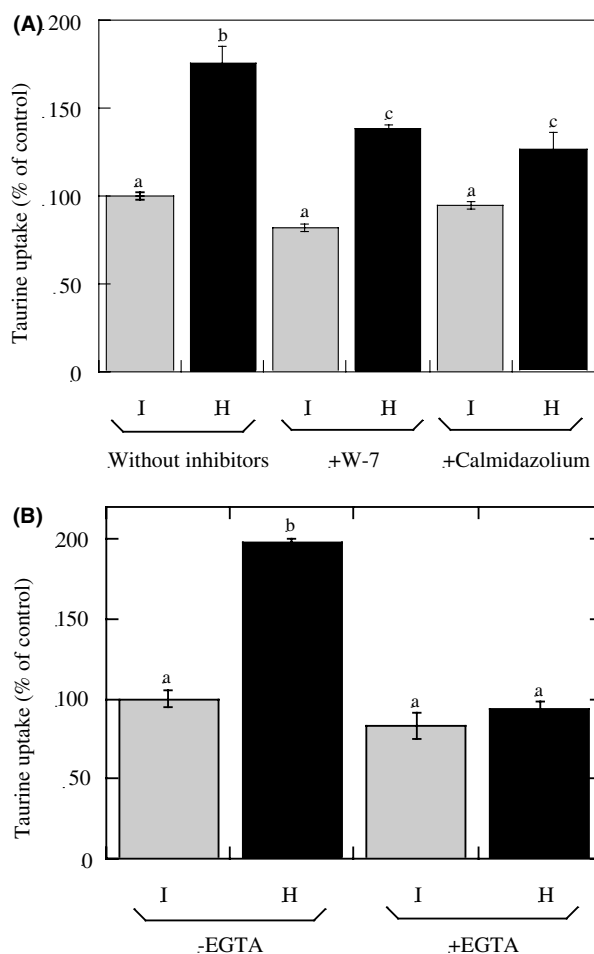 (A)
200
b
150
c
c
a
a
a
100
50
0
Taurine uptake (% of control)
I H I H I H
Without inhibitors +W-7 +Calmidazolium
(B)
b
200
150
a
a
a
100
50
0
Taurine uptake (% of control)
I H I H
-EGTA +EGTA